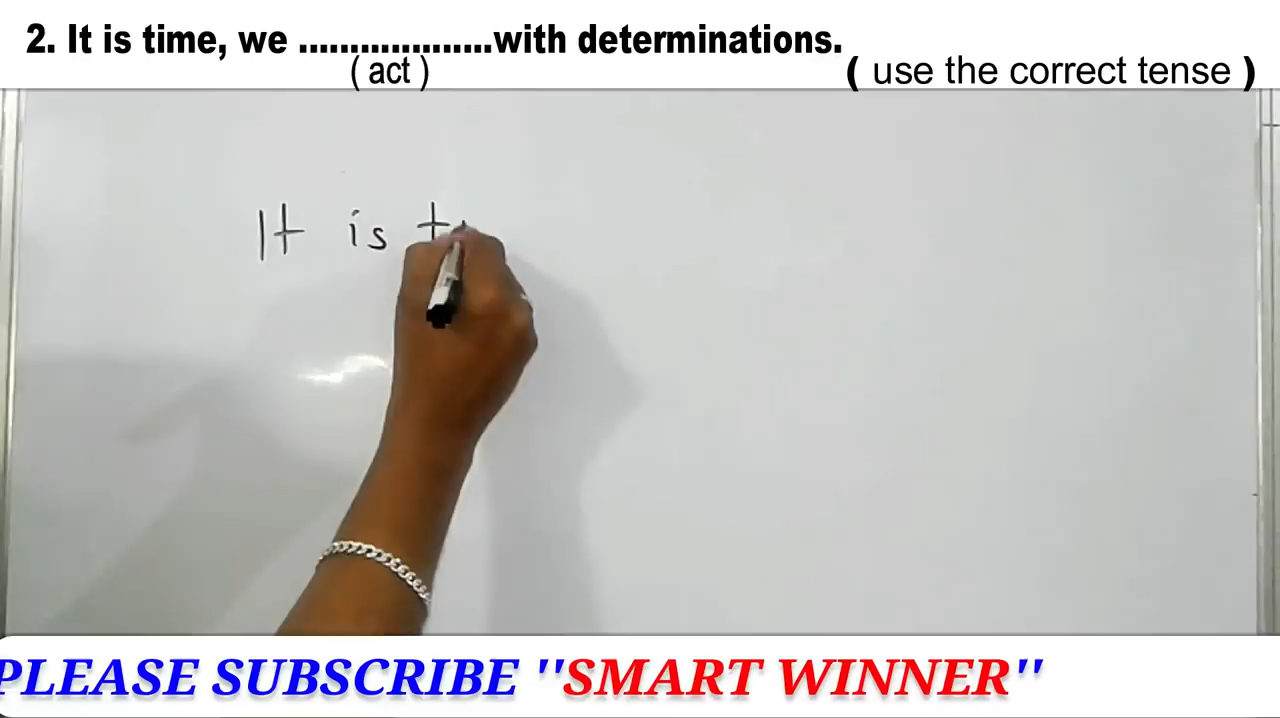 2. It is time, we ...................with determinations.
( act )
( use the correct tense )
It is
PLEASE SUBSCRIBE ''SMART WINNER''